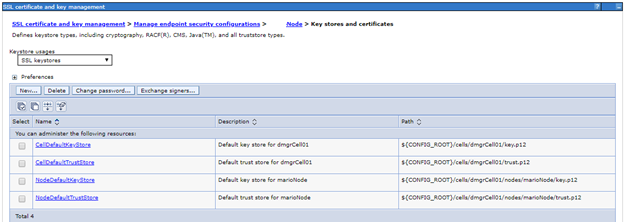 SSL certificate and key management ?
SSL certificate and key management > Manage endpoint security configurations > Node > Key stores and certificates
Defines keystore types, including cryptography, RACF(R), CMS, Java(TM), and all truststore types.
Keystore usages
SSL keystores
Preferences
New... Delete Change password... Exchange signers...
Select Name Description Path
You can administer the following resources:
CellDefaultKeyStore Default key store for dmgrCell01 ${CONFIG_ROOT}/cells/dmgrCell01/key.p12
CellDefaultTrustStore Default trust store for dmgrCell01 ${CONFIG_ROOT}/cells/dmgrCell01/trust.p12
NodeDefaultKeyStore Default key store for marioNode ${CONFIG_ROOT}/cells/dmgrCell01/nodes/marioNode/key.p12
NodeDefaultTrustStore Default trust store for marioNode ${CONFIG_ROOT}/cells/dmgrCell01/nodes/marioNode/trust.p12
Total 4